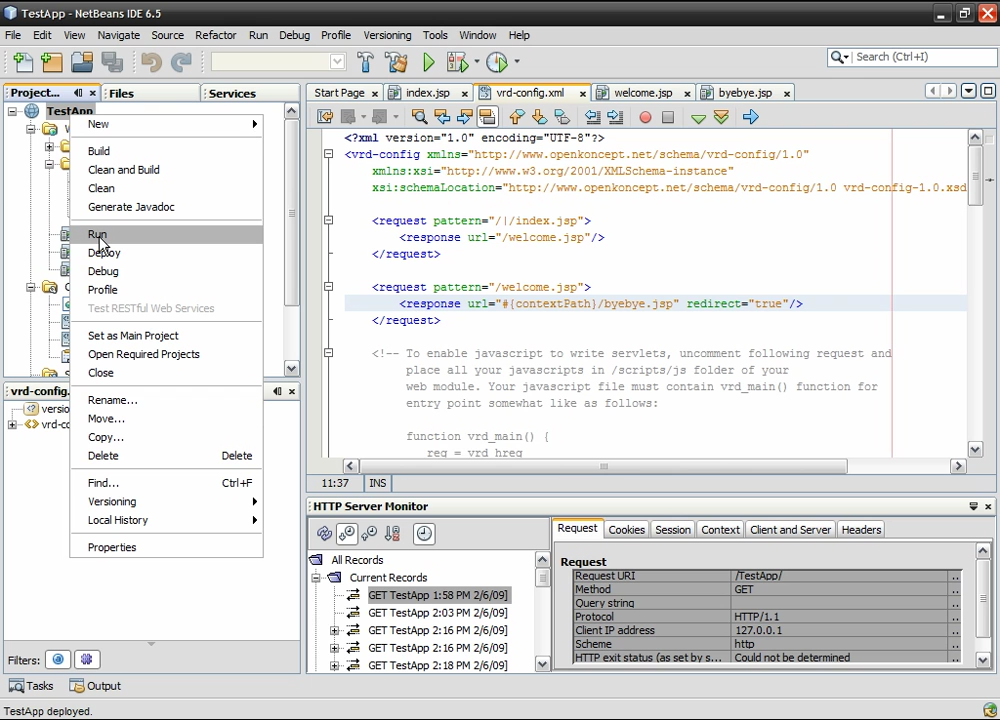 TestApp - NetBeans IDE 6.5
File Edit View Navigate Source Refactor Run Debug Profile Versioning Tools Window Help
Search (Ctrl+I)
Project... Files Services
Start Page index.jsp vrd-config.xml welcome.jsp byebye.jsp
TestApp
New
Build
Clean and Build
Clean
Generate Javadoc
Run
Deploy
Debug
Profile
Test RESTful Web Services
Set as Main Project
Open Required Projects
Close
Rename...
Move...
Copy...
Delete Delete
Find... Ctrl+F
Versioning
Local History
Properties
vrd-config.
versio
vrd-co
Filters:
<?xml version="1.0" encoding="UTF-8"?>
<vrd-config xmlns="http://www.openkoncept.net/schema/vrd-config/1.0"
xmlns:xsi="http://www.w3.org/2001/XMLSchema-instance"
xsi:schemaLocation="http://www.openkoncept.net/schema/vrd-config/1.0 vrd-config-1.0.xsd
<request pattern="/|/index.jsp">
<response url="/welcome.jsp"/>
</request>
<request pattern="/welcome.jsp">
<response url="#{contextPath}/byebye.jsp" redirect="true"/>
</request>
<!-- To enable javascript to write servlets, uncomment following request and
place all your javascripts in /scripts/js folder of your
web module. Your javascript file must contain vrd_main() function for
entry point somewhat like as follows:
function vrd_main() {
req = vrd hreq
11:37 INS
HTTP Server Monitor
All Records
Current Records
GET TestApp 1:58 PM 2/6/09]
GET TestApp 2:03 PM 2/6/09]
GET TestApp 2:16 PM 2/6/09]
GET TestApp 2:16 PM 2/6/09]
GET TestApp 2:18 PM 2/6/09]
Request Cookies Session Context Client and Server Headers
Request
Request URI /TestApp/
Method GET
Query string
Protocol HTTP/1.1
Client IP address 127.0.0.1
Scheme http
HTTP exit status (as set by s... Could not be determined
Tasks Output
TestApp deployed.